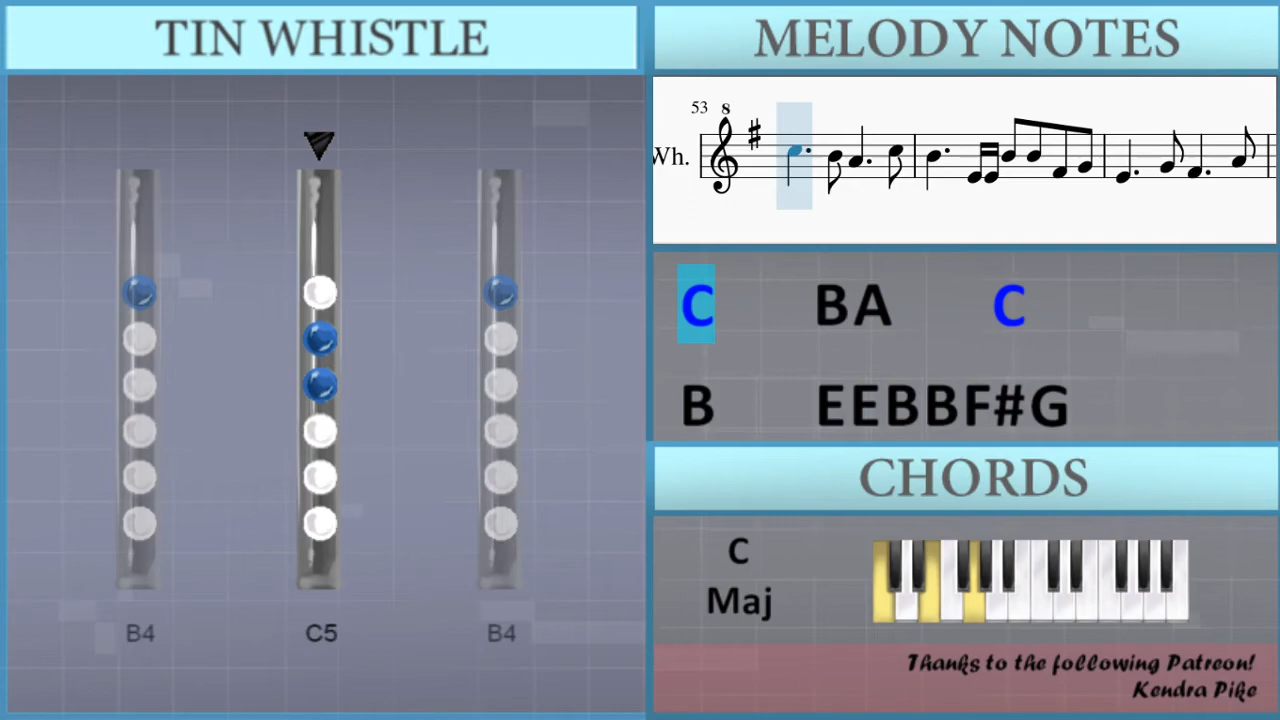 TIN WHISTLE
B4 C5 B4
MELODY NOTES
53 8
Wh.
C BA C
B EEBBF#G
CHORDS
C
Maj
Thanks to the following Patreon!
Kendra Pike